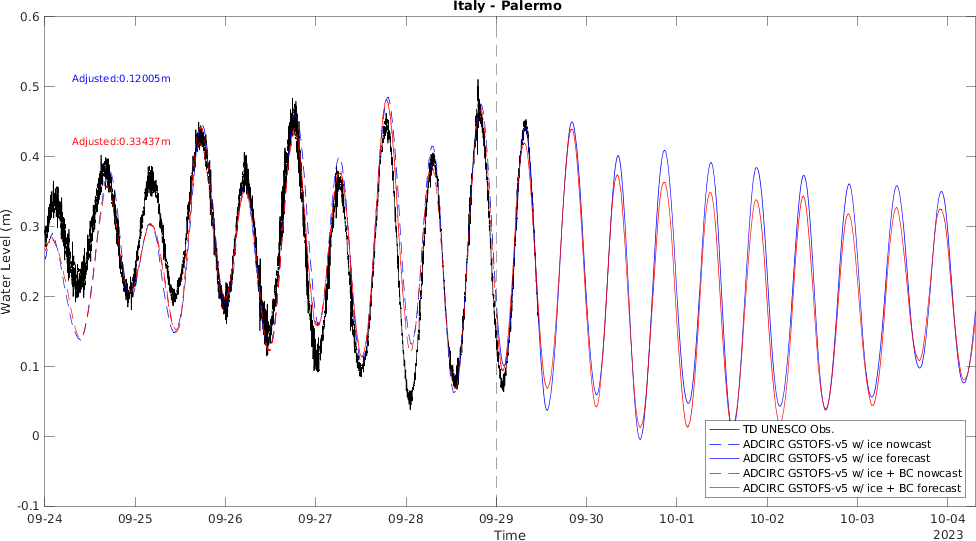 Italy - Palermo
0.6
0.5
0.4
0.3
0.2
0.1
0
-0.1
Water Level (m)
Adjusted:0.12005m
Adjusted:0.33437m
TD UNESCO Obs.
ADCIRC GSTOFS-v5 w/ ice nowcast
ADCIRC GSTOFS-v5 w/ ice forecast
ADCIRC GSTOFS-v5 w/ ice + BC nowcast
ADCIRC GSTOFS-v5 w/ ice + BC forecast
09-24 09-25 09-26 09-27 09-28 09-29 09-30 10-01 10-02 10-03 10-04
Time
2023